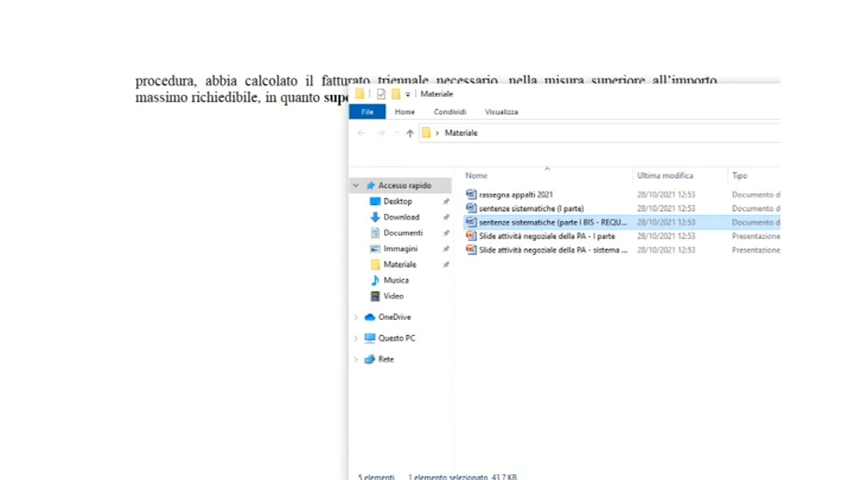 procedura, abbia calcolato il fatturato triennale necessario, nella misura superiore all'importo
massimo richiedibile, in quanto
Materiale
File Home Condividi Visualizza
Materiale
Nome Ultima modifica Tipo
Accesso rapido
Desktop
Download
Documenti
Immagini
Materiale
Musica
Video
OneDrive
Questo PC
Rete
rassegna appalti 2021 28/10/2021 12:53 Documento d
sentenze sistematiche (I parte) 28/10/2021 12:53 Documento d
sentenze sistematiche (parte I BIS - REQU... 28/10/2021 12:53 Documento d
Slide attività negoziale della PA - I parte 28/10/2021 12:53 Presentazione
Slide attività negoziale della PA - sistema ... 28/10/2021 12:53 Presentazione
5 elementi 1 elemento selezionato 43,7 KB